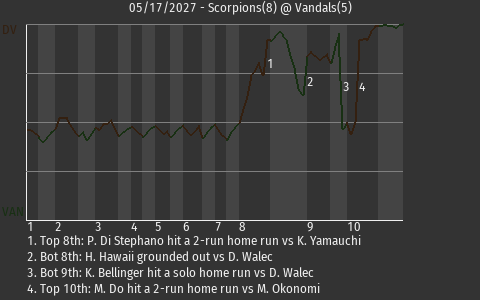 05/17/2027 - Scorpions(8) @ Vandals(5)
DV
1
2
3 4
VAN
1 2 3 4 5 6 7 8 9 10
1. Top 8th: P. Di Stephano hit a 2-run home run vs K. Yamauchi
2. Bot 8th: H. Hawaii grounded out vs D. Walec
3. Bot 9th: K. Bellinger hit a solo home run vs D. Walec
4. Top 10th: M. Do hit a 2-run home run vs M. Okonomi